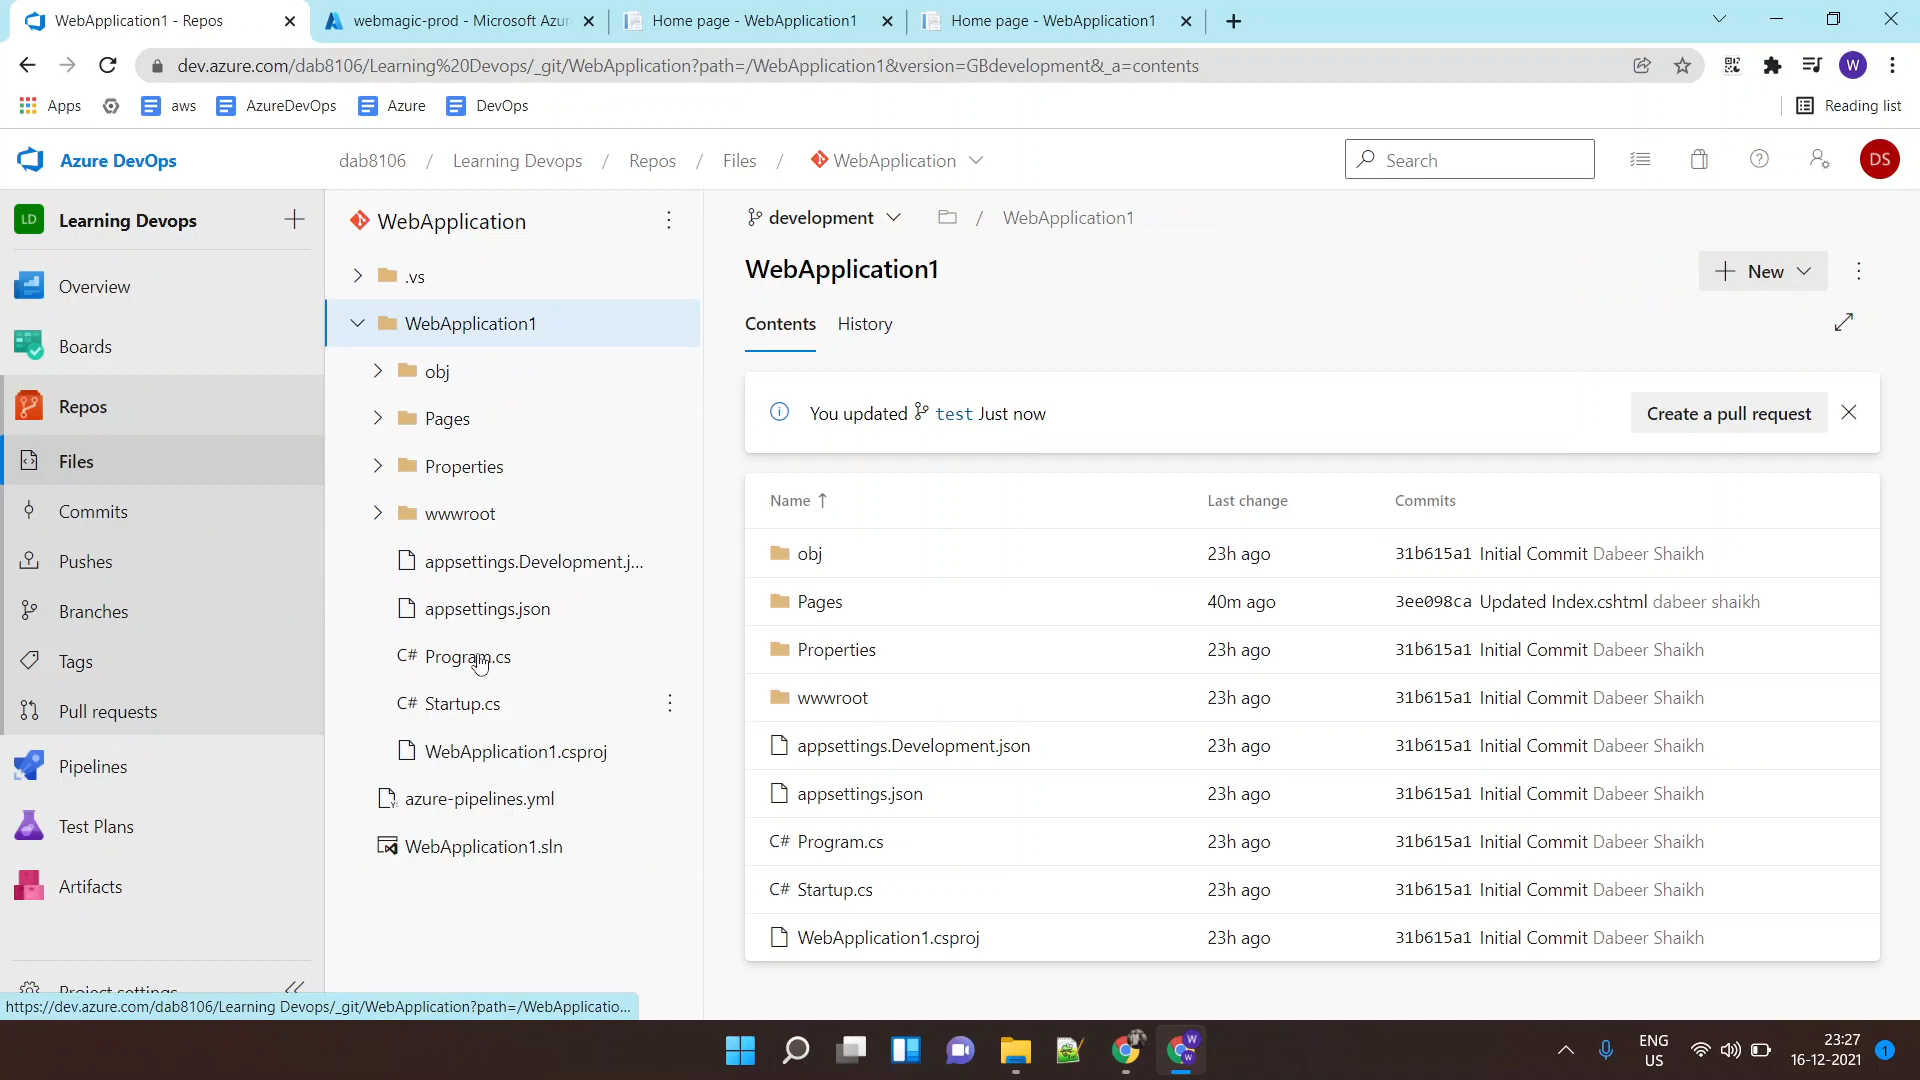 WebApplication1 - Repos
webmagic-prod - Microsoft Azur
Home page - WebApplication1
Home page - WebApplication1
dev.azure.com/dab8106/Learning%20Devops/_git/WebApplication?path=/WebApplication1&version=GBdevelopment&_a=contents
W
Apps
aws
AzureDevOps
Azure
DevOps
Reading list
Azure DevOps
dab8106 / Learning Devops / Repos / Files / WebApplication
Search
DS
LD
Learning Devops
Overview
Boards
Repos
Files
Commits
Pushes
Branches
Tags
Pull requests
Pipelines
Test Plans
Artifacts
Project settings
WebApplication
.vs
WebApplication1
obj
Pages
Properties
wwwroot
appsettings.Development.j...
appsettings.json
C# Program.cs
C# Startup.cs
WebApplication1.csproj
azure-pipelines.yml
WebApplication1.sln
development / WebApplication1
WebApplication1
New
Contents
History
You updated test Just now
Create a pull request
Name Last change Commits
obj 23h ago 31b615a1 Initial Commit Dabeer Shaikh
Pages 40m ago 3ee098ca Updated Index.cshtml dabeer shaikh
Properties 23h ago 31b615a1 Initial Commit Dabeer Shaikh
wwwroot 23h ago 31b615a1 Initial Commit Dabeer Shaikh
appsettings.Development.json 23h ago 31b615a1 Initial Commit Dabeer Shaikh
appsettings.json 23h ago 31b615a1 Initial Commit Dabeer Shaikh
C# Program.cs 23h ago 31b615a1 Initial Commit Dabeer Shaikh
C# Startup.cs 23h ago 31b615a1 Initial Commit Dabeer Shaikh
WebApplication1.csproj 23h ago 31b615a1 Initial Commit Dabeer Shaikh
https://dev.azure.com/dab8106/Learning Devops/_git/WebApplication?path=/WebApplicatio...
ENG
US
23:27
16-12-2021
1